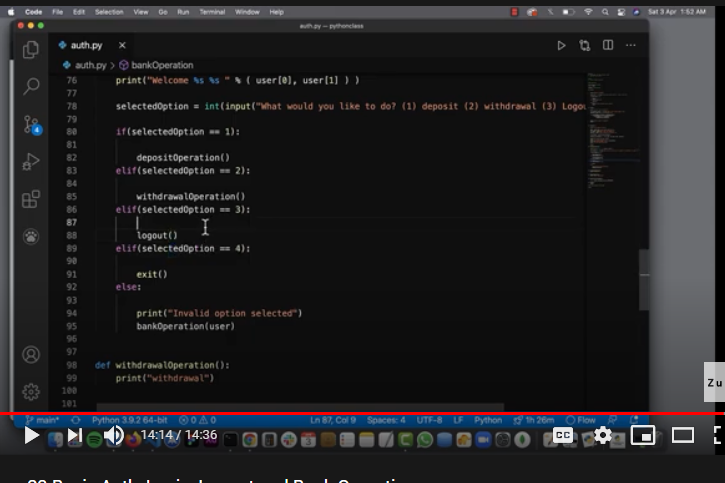 Code File Edit Selection View Go Run Terminal Window Help Sat 3 Apr 1:52 AM
auth.py — pythonclass
auth.py
auth.py > bankOperation
76 print("Welcome %s %s " % ( user[0], user[1] ) )
77
78 selectedOption = int(input("What would you like to do? (1) deposit (2) withdrawal (3) Logou
79
80 if(selectedOption == 1):
81
82 depositOperation()
83 elif(selectedOption == 2):
84
85 withdrawalOperation()
86 elif(selectedOption == 3):
87
88 logout()
89 elif(selectedOption == 4):
90
91 exit()
92 else:
93
94 print("Invalid option selected")
95 bankOperation(user)
96
97
98 def withdrawalOperation():
99 print("withdrawal")
100
101
4
Zu
main* Python 3.9.2 64-bit 0 0 Ln 87, Col 9 Spaces: 4 UTF-8 LF Python 1h 26m Flow
14:14 / 14:36
CC